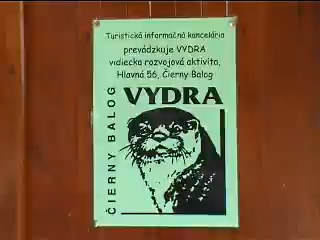 Turistická informačná kancelária
prevádzkuje VYDRA
vidiecka rozvojová aktivita,
Hlavná 56, Čierny Balog
VYDRA
ČIERNY BALOG